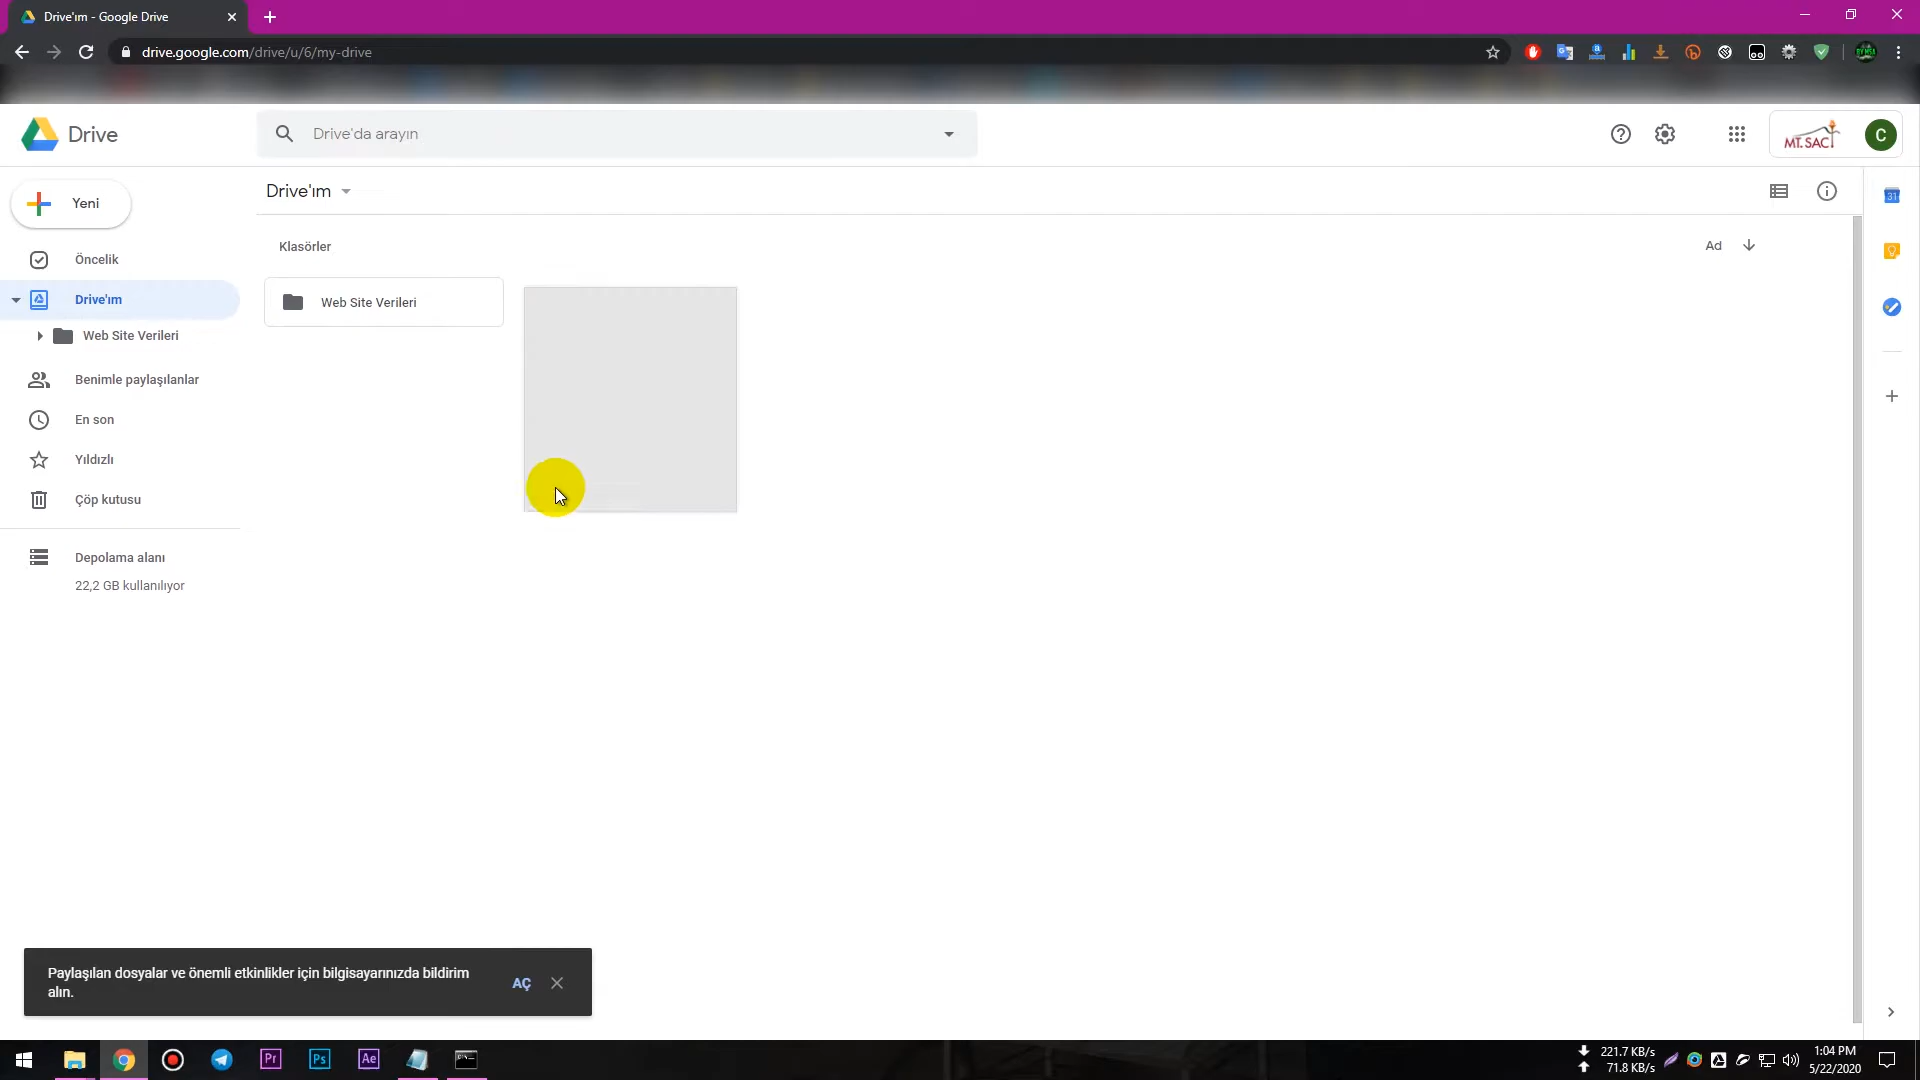 Drive'ım - Google Drive
drive.google.com/drive/u/6/my-drive
Drive
Drive'da arayın
MT. SAC
C
Yeni
Drive'ım
Öncelik
Klasörler
Ad
Drive'ım
Web Site Verileri
Web Site Verileri
31
Benimle paylaşılanlar
En son
Yıldızlı
Çöp kutusu
Depolama alanı
22,2 GB kullanılıyor
Paylaşılan dosyalar ve önemli etkinlikler için bilgisayarınızda bildirim
alın.
AÇ
Pr
Ps
Ae
221.7 KB/s
71.8 KB/s
1:04 PM
5/22/2020